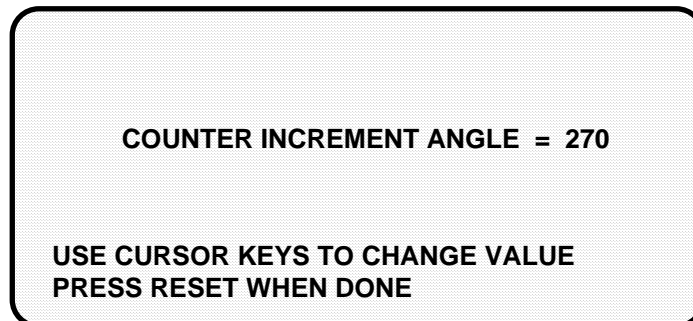 COUNTER INCREMENT ANGLE = 270
USE CURSOR KEYS TO CHANGE VALUE
PRESS RESET WHEN DONE